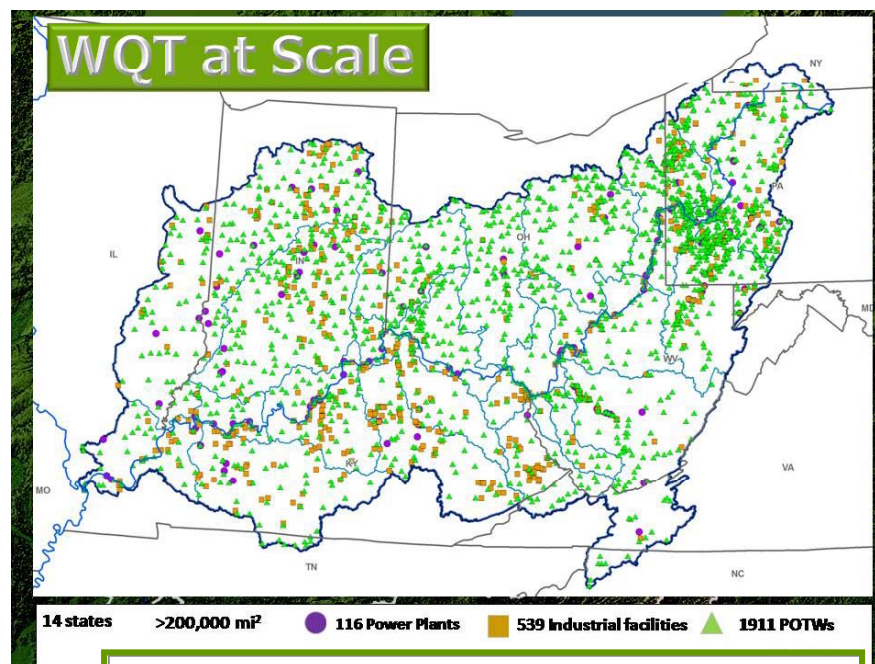 WQT at Scale
NY
PA
OH
IL
IN
MD
WV
KY
VA
MO
TN
NC
14 states >200,000 mi² 116 Power Plants 539 Industrial facilities 1911 POTWs